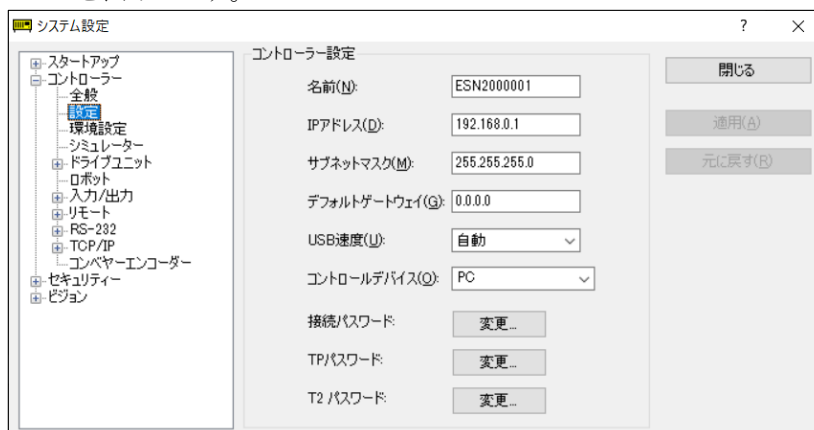 システム設定
スタートアップ
コントローラー
全般
設定
環境設定
シミュレーター
ドライブユニット
ロボット
入力/出力
リモート
RS-232
TCP/IP
コンベヤーエンコーダー
セキュリティー
ビジョン
コントローラー設定
名前(N): ESN2000001
IPアドレス(D): 192.168.0.1
サブネットマスク(M): 255.255.255.0
デフォルトゲートウェイ(G): 0.0.0.0
USB速度(U): 自動
コントロールデバイス(O): PC
接続パスワード: 変更...
TPパスワード: 変更...
T2 パスワード: 変更...
閉じる
適用(A)
元に戻す(R)